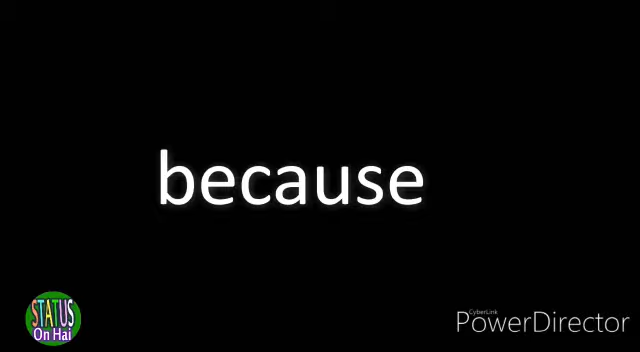 because
STATUS
On Hai
CyberLink
PowerDirector